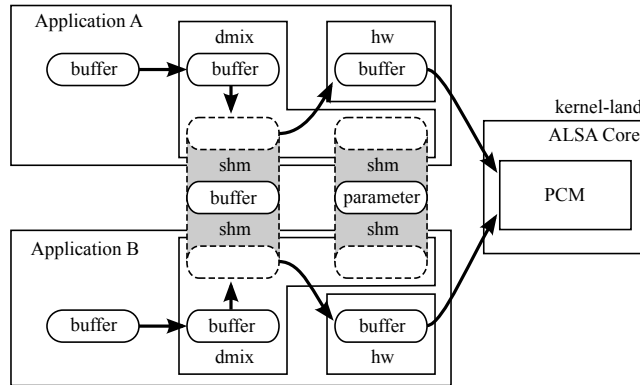 Application A
dmix
hw
buffer
buffer
buffer
kernel-land
ALSA Core
shm
shm
buffer
parameter
PCM
shm
shm
Application B
buffer
buffer
buffer
dmix
hw